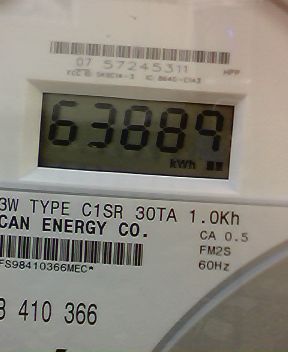 07 57245311
63889
kWh
3W TYPE C1SR 30TA 1.0Kh
CAN ENERGY CO.
CA 0.5
FM2S
60Hz
FS98410366MEC*
410 366